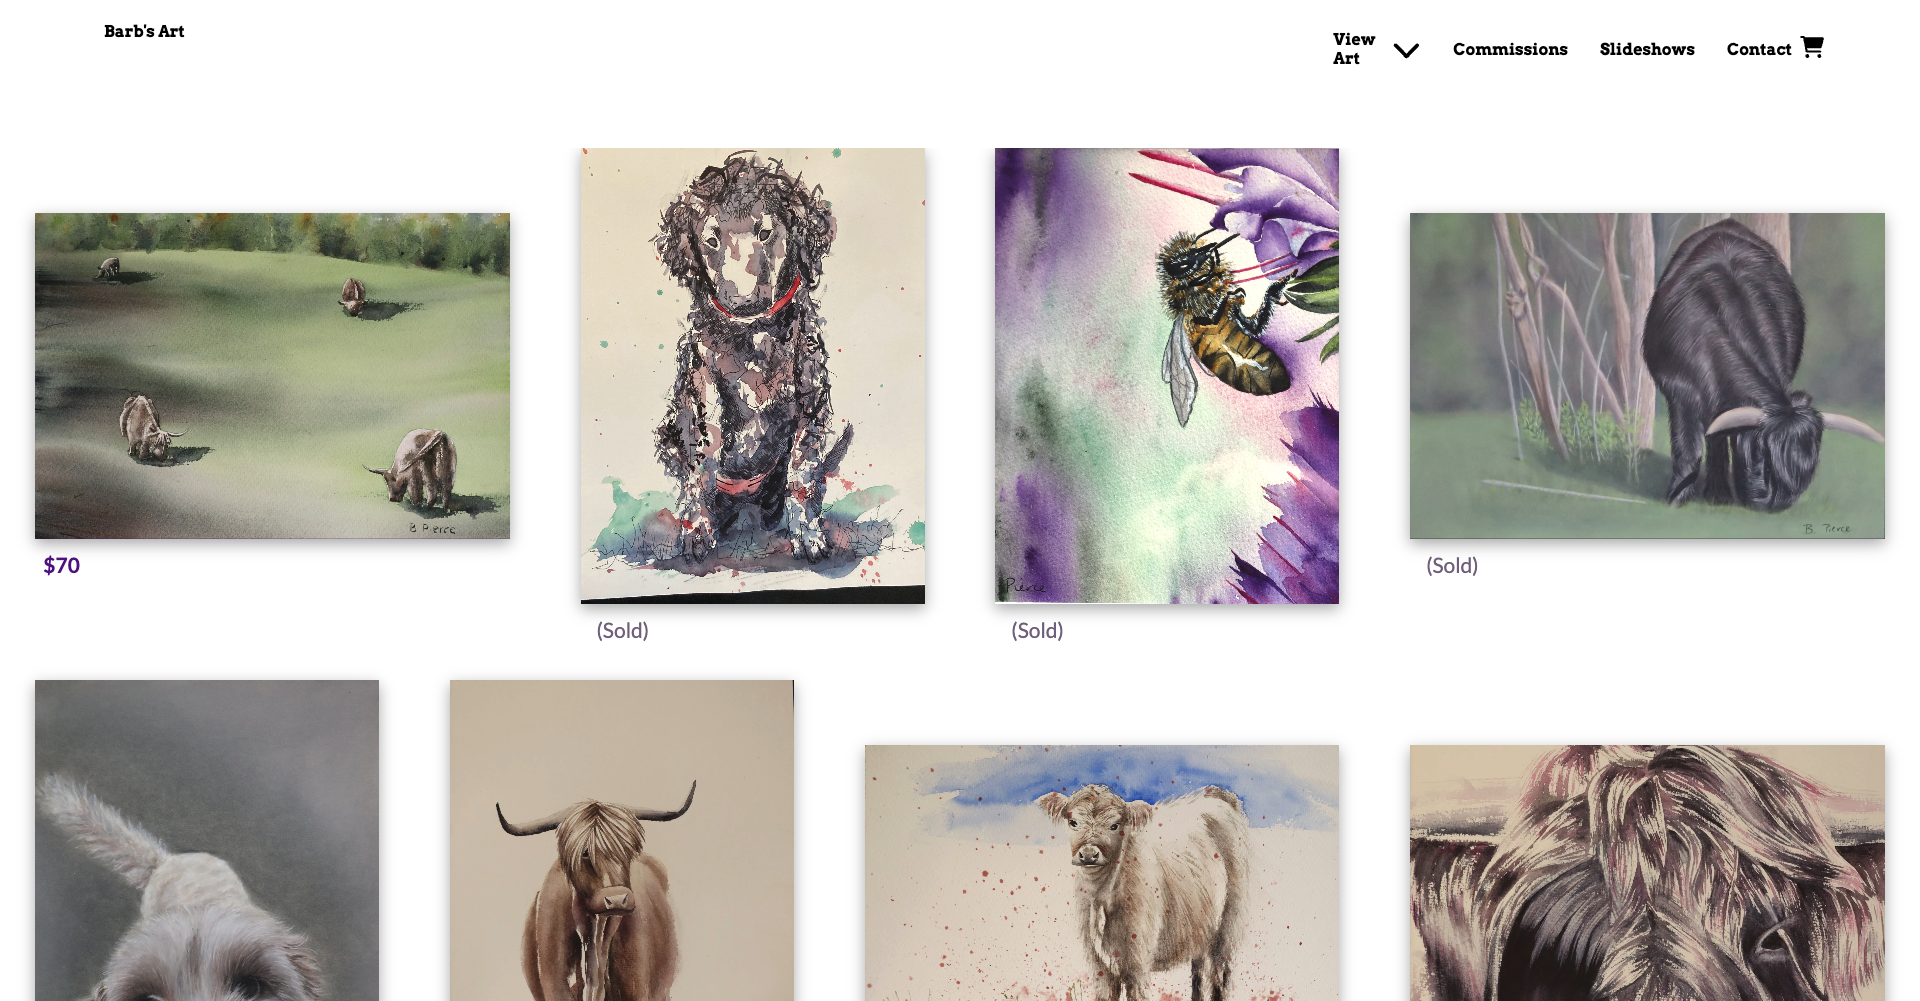 Barb's Art
View
Art
Commissions
Slideshows
Contact
B Pierce
$70
Pierce
(Sold)
(Sold)
B. Pierce
(Sold)